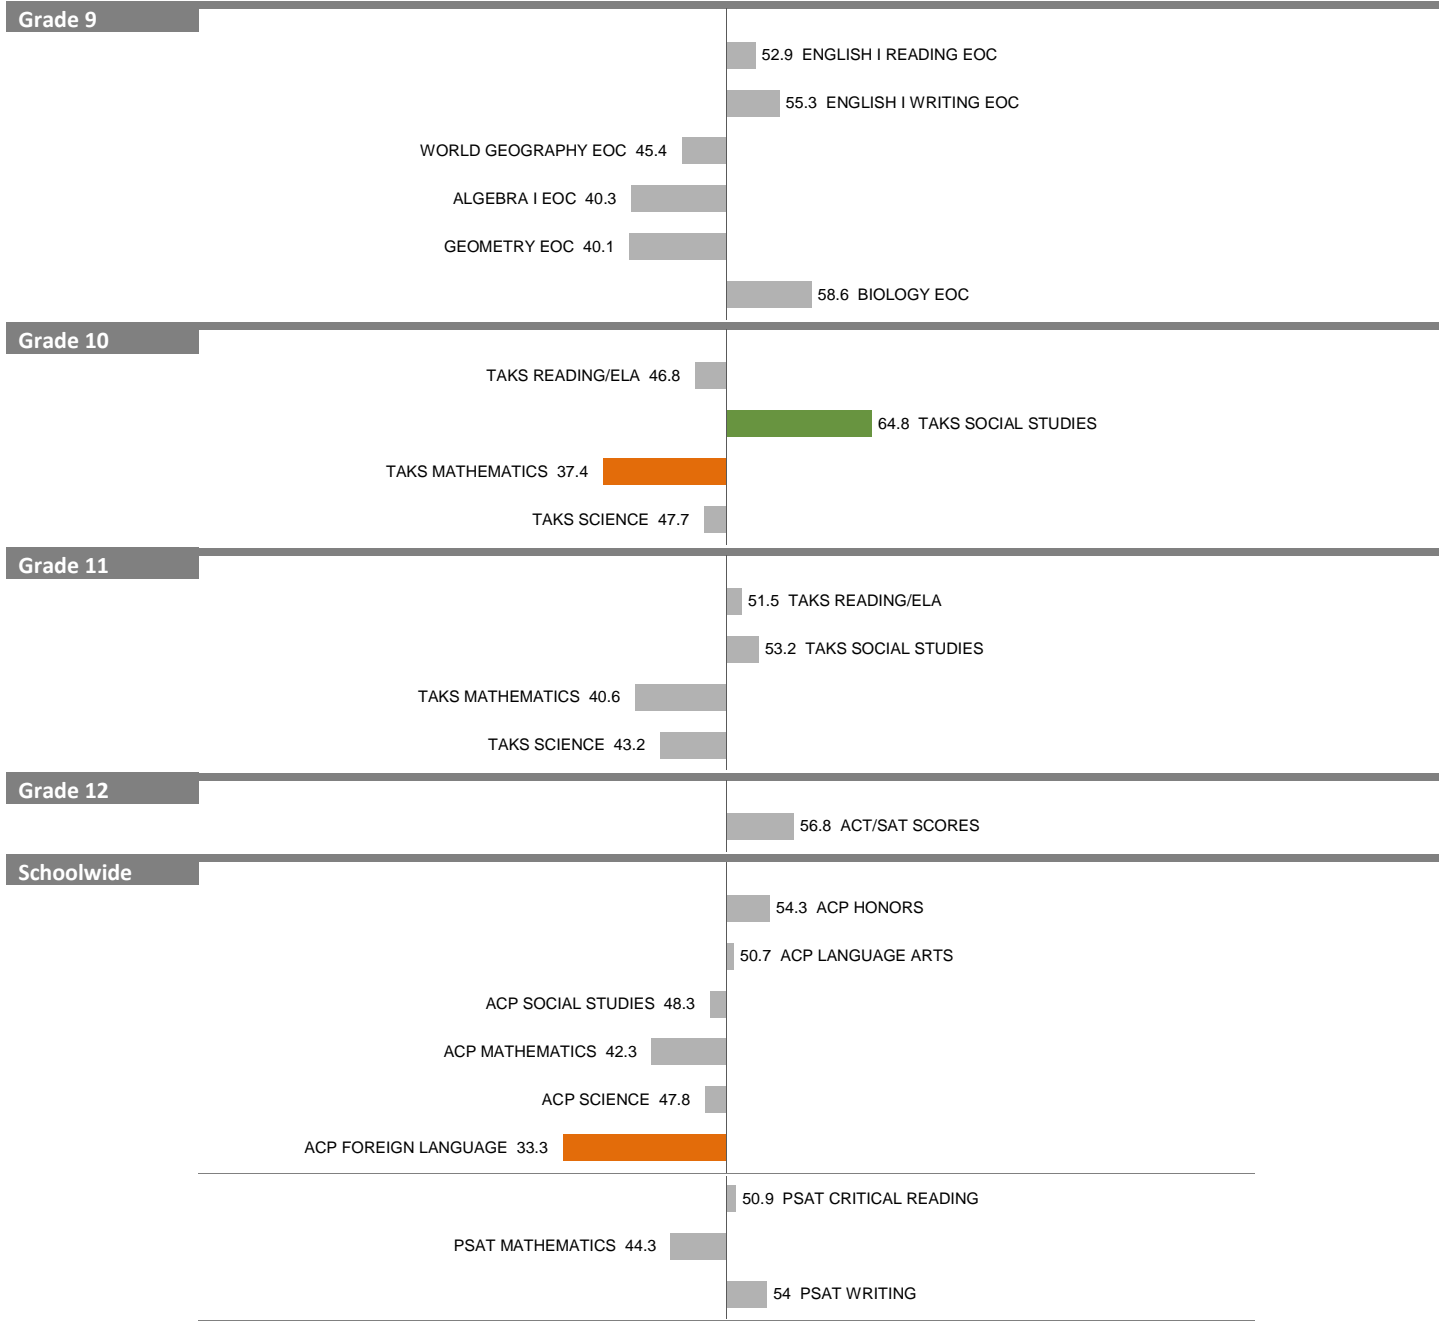 Grade 9
52.9 ENGLISH I READING EOC
55.3 ENGLISH I WRITING EOC
WORLD GEOGRAPHY EOC 45.4
ALGEBRA I EOC 40.3
GEOMETRY EOC 40.1
58.6 BIOLOGY EOC
Grade 10
TAKS READING/ELA 46.8
64.8 TAKS SOCIAL STUDIES
TAKS MATHEMATICS 37.4
TAKS SCIENCE 47.7
Grade 11
51.5 TAKS READING/ELA
53.2 TAKS SOCIAL STUDIES
TAKS MATHEMATICS 40.6
TAKS SCIENCE 43.2
Grade 12
56.8 ACT/SAT SCORES
Schoolwide
54.3 ACP HONORS
50.7 ACP LANGUAGE ARTS
ACP SOCIAL STUDIES 48.3
ACP MATHEMATICS 42.3
ACP SCIENCE 47.8
ACP FOREIGN LANGUAGE 33.3
50.9 PSAT CRITICAL READING
PSAT MATHEMATICS 44.3
54 PSAT WRITING